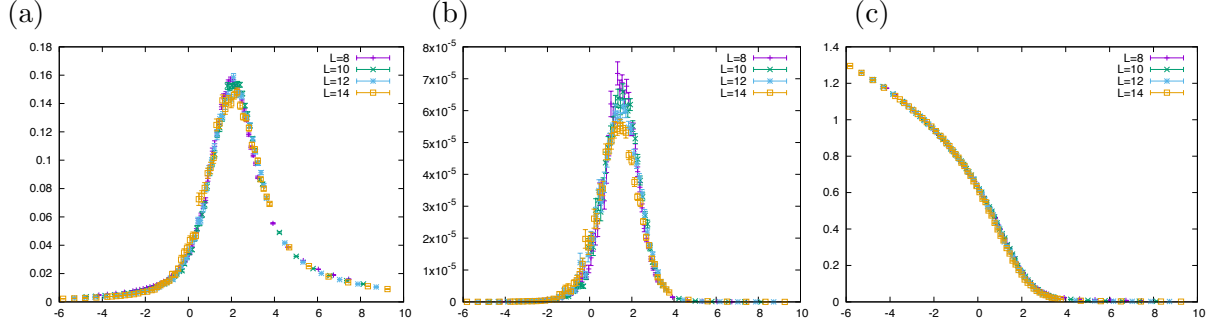 (a)
0.18
0.16
0.14
0.12
0.1
0.08
0.06
0.04
0.02
0
-6 -4 -2 0 2 4 6 8 10
L=8
L=10
L=12
L=14
(b)
8x10-5
7x10-5
6x10-5
5x10-5
4x10-5
3x10-5
2x10-5
1x10-5
0
-6 -4 -2 0 2 4 6 8 10
L=8
L=10
L=12
L=14
(c)
1.4
1.2
1
0.8
0.6
0.4
0.2
0
-6 -4 -2 0 2 4 6 8 10
L=8
L=10
L=12
L=14